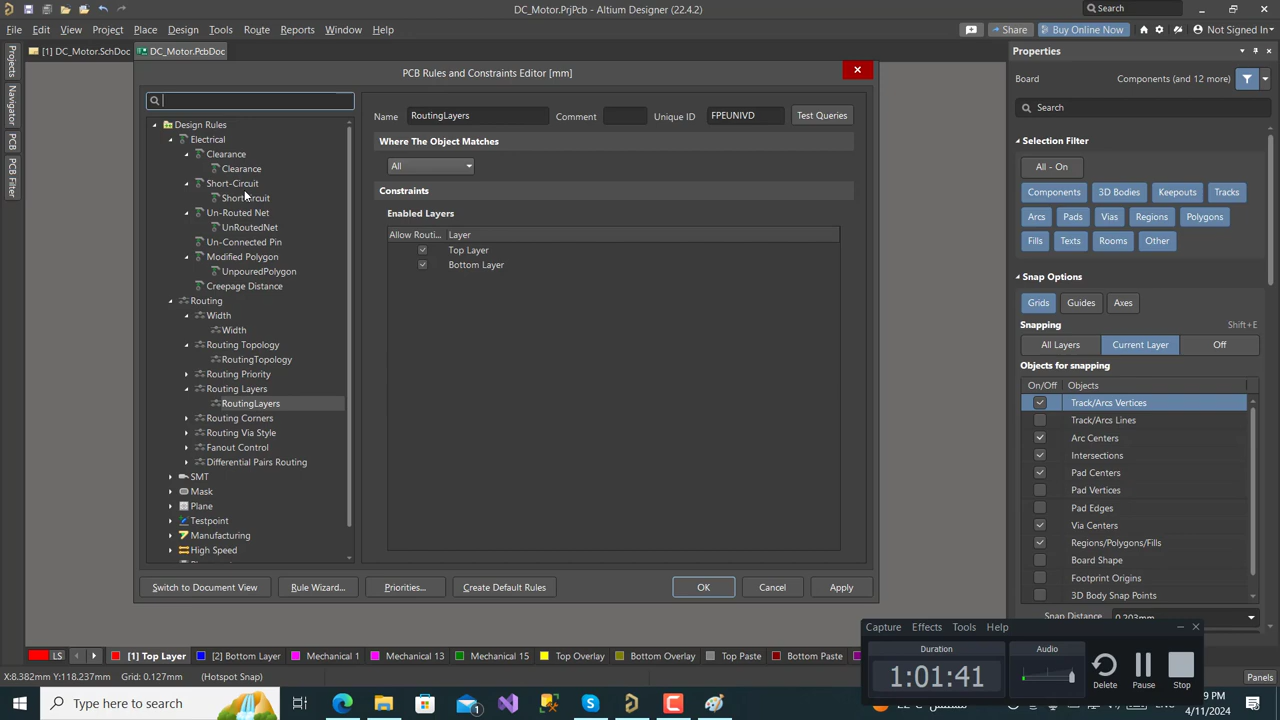 DC_Motor.PrjPcb - Altium Designer (22.4.2)
Search
File Edit View Project Place Design Tools Route Reports Window Help
Share
Buy Online Now
Not Signed In
[1] DC_Motor.SchDoc
DC_Motor.PcbDoc
Projects
Navigator
PCB
PCB Filter
PCB Rules and Constraints Editor [mm]
Design Rules
Electrical
Clearance
Clearance
Short-Circuit
Un-Routed Net
UnRoutedNet
Un-Connected Pin
Modified Polygon
UnpouredPolygon
Creepage Distance
Routing
Width
Width
Routing Topology
RoutingTopology
Routing Priority
Routing Layers
RoutingLayers
Routing Corners
Routing Via Style
Fanout Control
Differential Pairs Routing
SMT
Mask
Plane
Testpoint
Manufacturing
High Speed
Name RoutingLayers Comment Unique ID FPEUNIVD Test Queries
Where The Object Matches
All
Constraints
Enabled Layers
Allow Routi... Layer
Top Layer
Bottom Layer
Switch to Document View Rule Wizard... Priorities... Create Default Rules OK Cancel Apply
Properties
Board Components (and 12 more)
Search
Selection Filter
All - On
Components 3D Bodies Keepouts Tracks
Arcs Pads Vias Regions Polygons
Fills Texts Rooms Other
Snap Options
Grids Guides Axes
Snapping Shift+E
All Layers Current Layer Off
Objects for snapping
On/Off Objects
Track/Arcs Vertices
Track/Arcs Lines
Arc Centers
Intersections
Pad Centers
Pad Vertices
Pad Edges
Via Centers
Regions/Polygons/Fills
Board Shape
Footprint Origins
3D Body Snap Points
Snap Distance 0.203mm
Capture Effects Tools Help
Duration
1:01:41
Audio
Delete Pause Stop
LS [1] Top Layer [2] Bottom Layer Mechanical 1 Mechanical 13 Mechanical 15 Top Overlay Bottom Overlay Top Paste Bottom Paste
X:8.382mm Y:118.237mm Grid: 0.127mm (Hotspot Snap)
Panels
Type here to search
4/11/2024